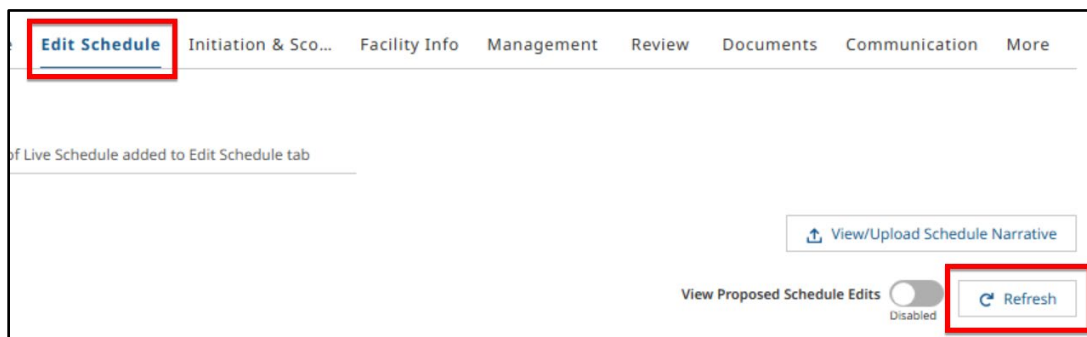 Edit Schedule Initiation & Sco... Facility Info Management Review Documents Communication More
of Live Schedule added to Edit Schedule tab
View/Upload Schedule Narrative
View Proposed Schedule Edits Refresh
Disabled